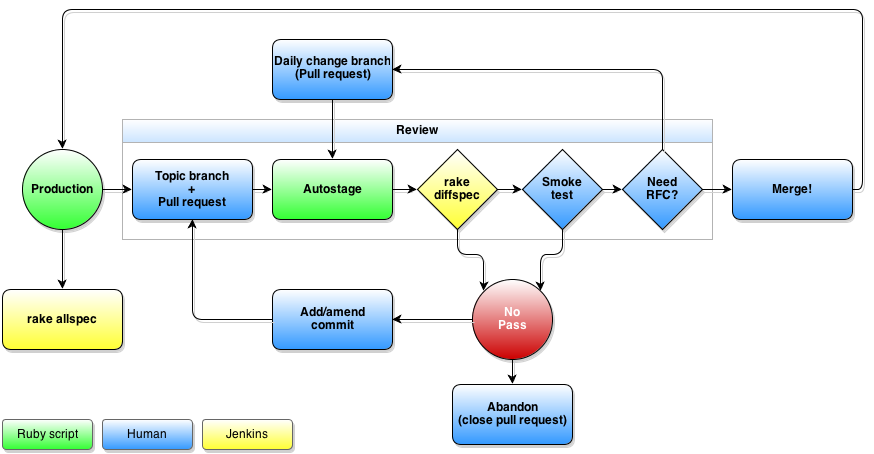 Daily change branch
(Pull request)
Review
Production
Topic branch
+
Pull request
Autostage
rake
diffspec
Smoke
test
Need
RFC?
Merge!
rake allspec
Add/amend
commit
No
Pass
Abandon
(close pull request)
Ruby script
Human
Jenkins